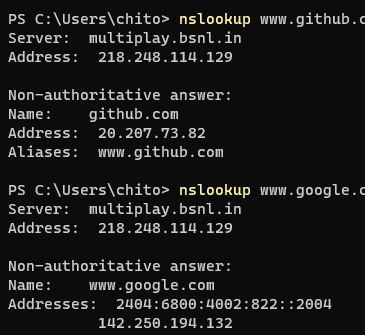 PS C:\Users\chito> nslookup www.github.c
Server:  multiplay.bsnl.in
Address:  218.248.114.129
Non-authoritative answer:
Name:    github.com
Address:  20.207.73.82
Aliases:  www.github.com
PS C:\Users\chito> nslookup www.google.c
Server:  multiplay.bsnl.in
Address:  218.248.114.129
Non-authoritative answer:
Name:    www.google.com
Addresses:  2404:6800:4002:822::2004
142.250.194.132